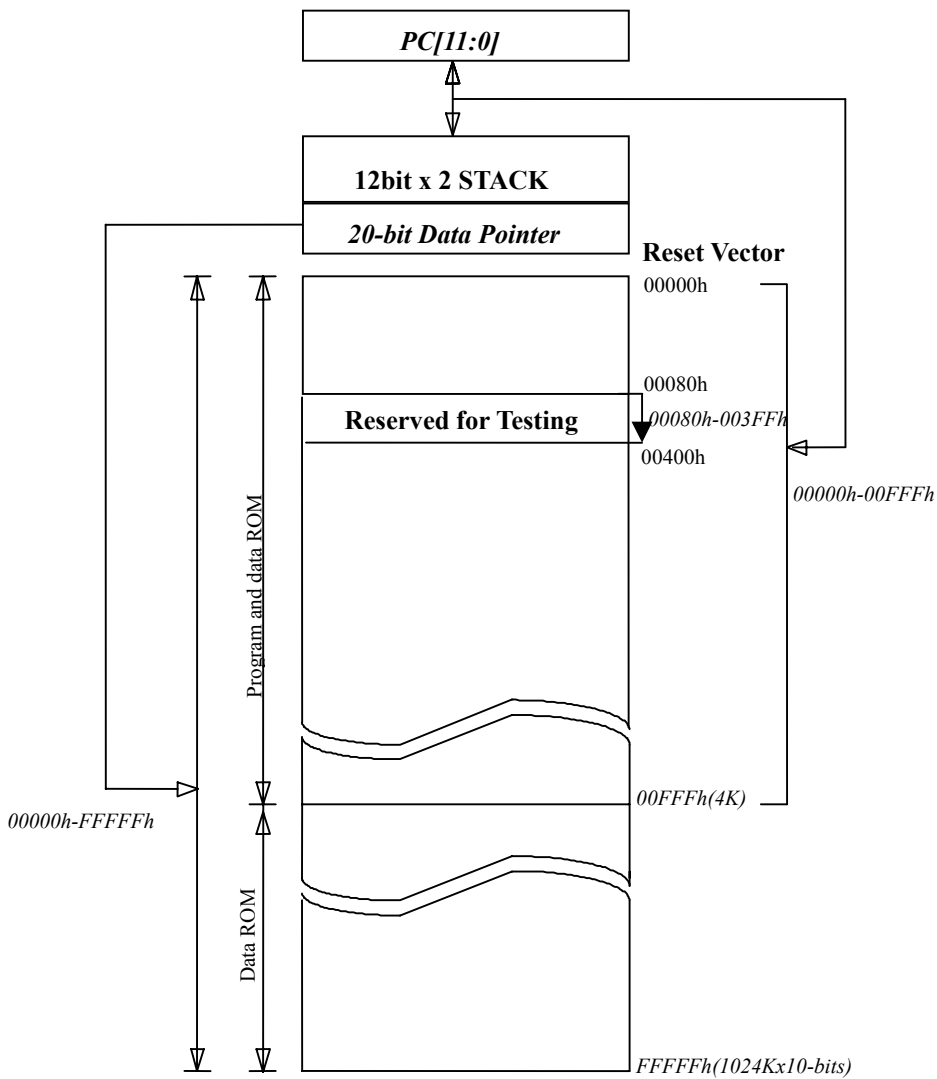 PC[11:0]
12bit x 2 STACK
20-bit Data Pointer
Reset Vector
00000h
00080h
Reserved for Testing
00080h-003FFh
00400h
00000h-00FFFh
Program and data ROM
00FFFh(4K)
00000h-FFFFFh
Data ROM
FFFFFh(1024Kx10-bits)